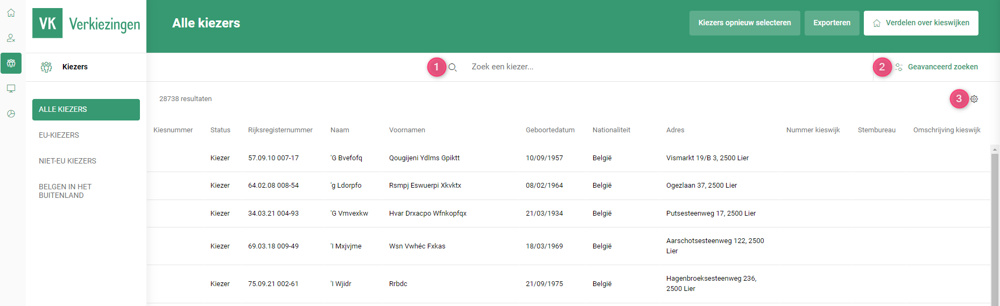 VK Verkiezingen
Alle kiezers
Kiezers opnieuw selecteren
Exporteren
Verdelen over kieswijken
Kiezers
1
Zoek een kiezer...
2
Geavanceerd zoeken
ALLE KIEZERS
EU-KIEZERS
NIET-EU KIEZERS
BELGEN IN HET
BUITENLAND
28738 resultaten
3
Kiesnummer Status Rijksregisternummer Naam Voornamen Geboortedatum Nationaliteit Adres Nummer kieswijk Stembureau Omschrijving kieswijk
Kiezer 57.09.10 007-17 'G Bvefofq Qougijeni Ydlms Gpiktt 10/09/1957 België Vismarkt 19/B 3, 2500 Lier
Kiezer 64.02.08 008-54 'g Ldorpfo Rsmpj Eswuerpi Xkvktx 08/02/1964 België Ogezlaan 37, 2500 Lier
Kiezer 34.03.21 004-93 'G Vmvexkw Hvar Drxacpo Wfnkopfqx 21/03/1934 België Putsesteenweg 17, 2500 Lier
Kiezer 69.03.18 009-49 'I Mxjvjme Wsn Vwhéc Fxkas 18/03/1969 België Aarschotsesteenweg 122, 2500
Lier
Kiezer 75.09.21 002-61 'I Wjidr Rrbdc 21/09/1975 België Hagenbroeksesteenweg 236,
2500 Lier